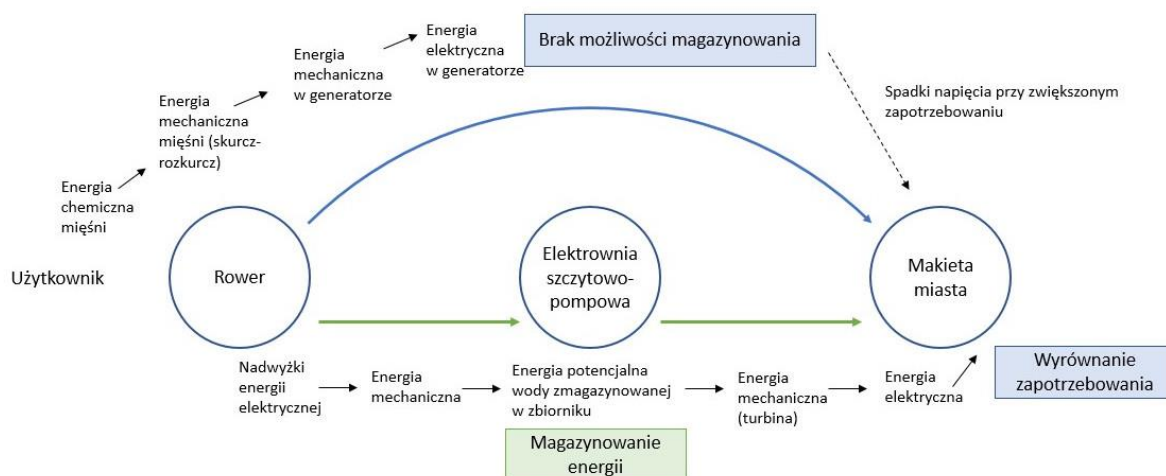 Energia
elektryczna
w generatorze
Brak możliwości magazynowania
Energia
mechaniczna
w generatorze
Energia
mechaniczna
mięśni (skurcz-
rozkurcz)
Spadki napięcia przy zwiększonym
zapotrzebowaniu
Energia
chemiczna
mięśni
Użytkownik
Rower
Elektrownia
szczytowo-
pompowa
Makieta
miasta
Nadwyżki
energii
elektrycznej
Energia
mechaniczna
Energia potencjalna
wody zmagazynowanej
w zbiorniku
Energia
mechaniczna
(turbina)
Energia
elektryczna
Wyrównanie
zapotrzebowania
Magazynowanie
energii